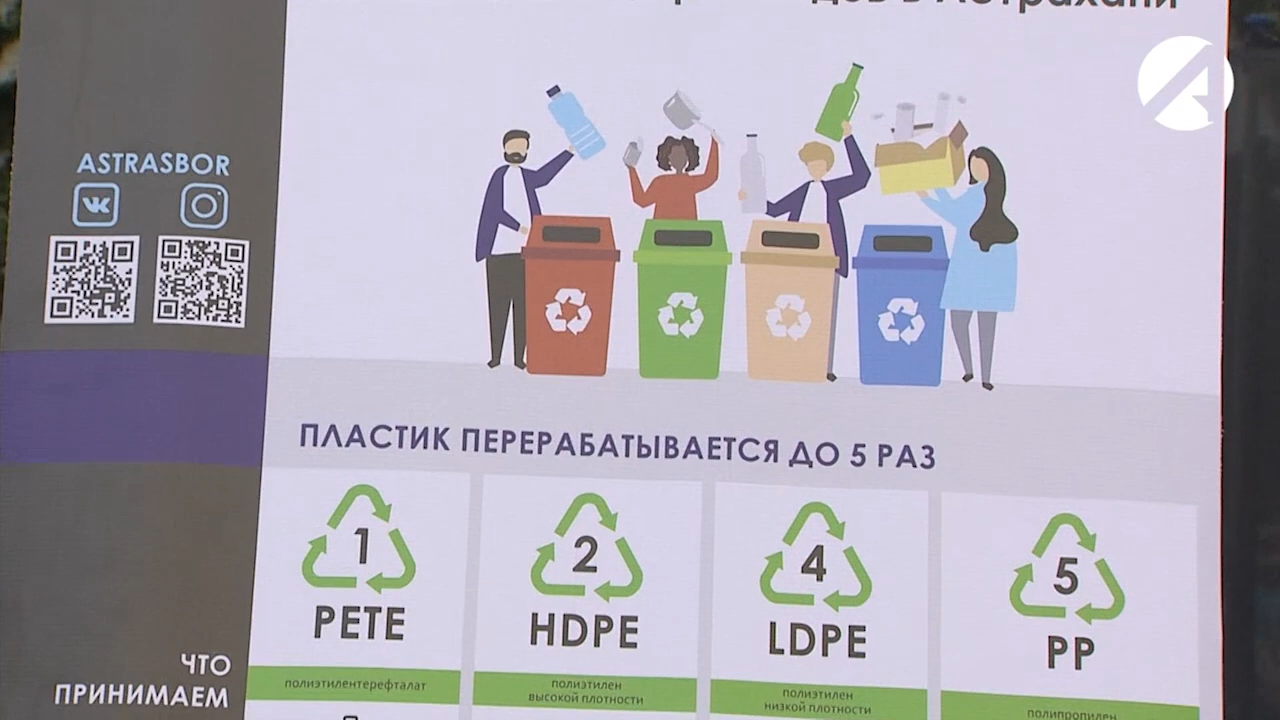 в Астрахани
ASTRASBOR
ПЛАСТИК ПЕРЕРАБАТЫВАЕТСЯ ДО 5 РАЗ
1
PETE
полиэтилентерефталат
2
HDPE
полиэтилен
высокой плотности
4
LDPE
полиэтилен
низкой плотности
5
PP
полипропилен
ЧТО
ПРИНИМАЕМ